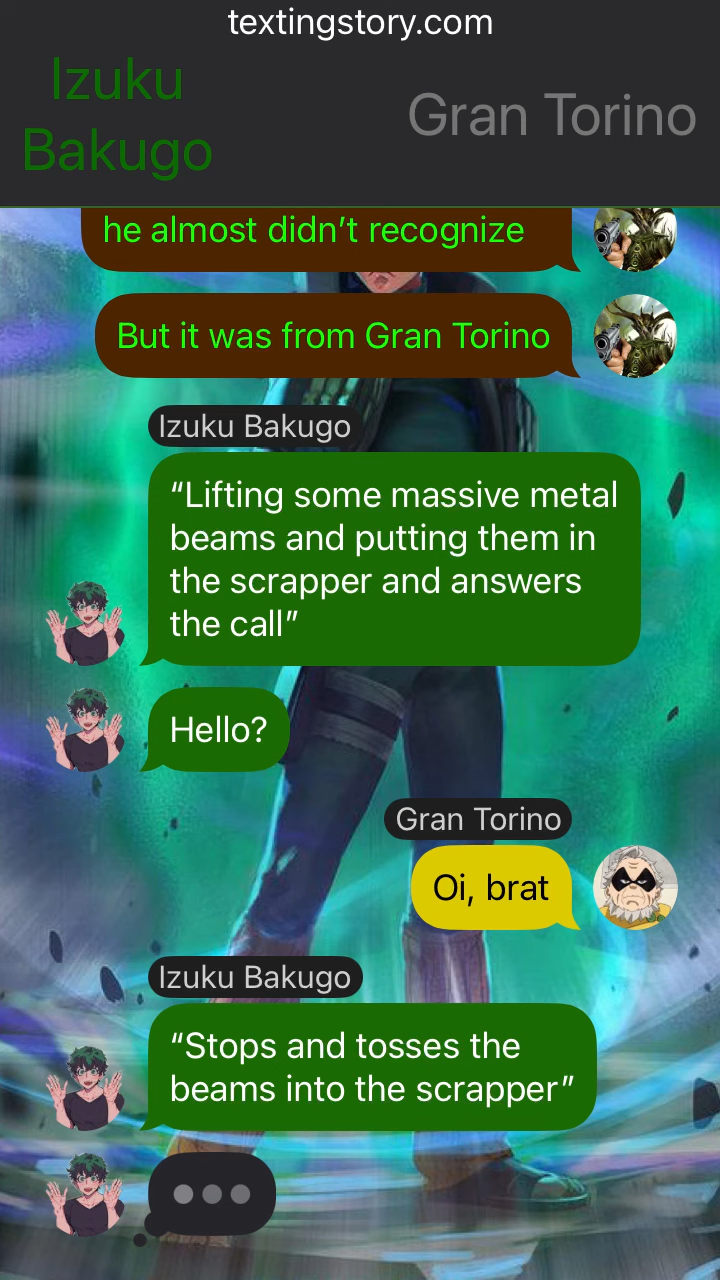 textingstory.com
Izuku
Bakugo
Gran Torino
he almost didn’t recognize
But it was from Gran Torino
Izuku Bakugo
“Lifting some massive metal
beams and putting them in
the scrapper and answers
the call”
Hello?
Gran Torino
Oi, brat
Izuku Bakugo
“Stops and tosses the
beams into the scrapper”